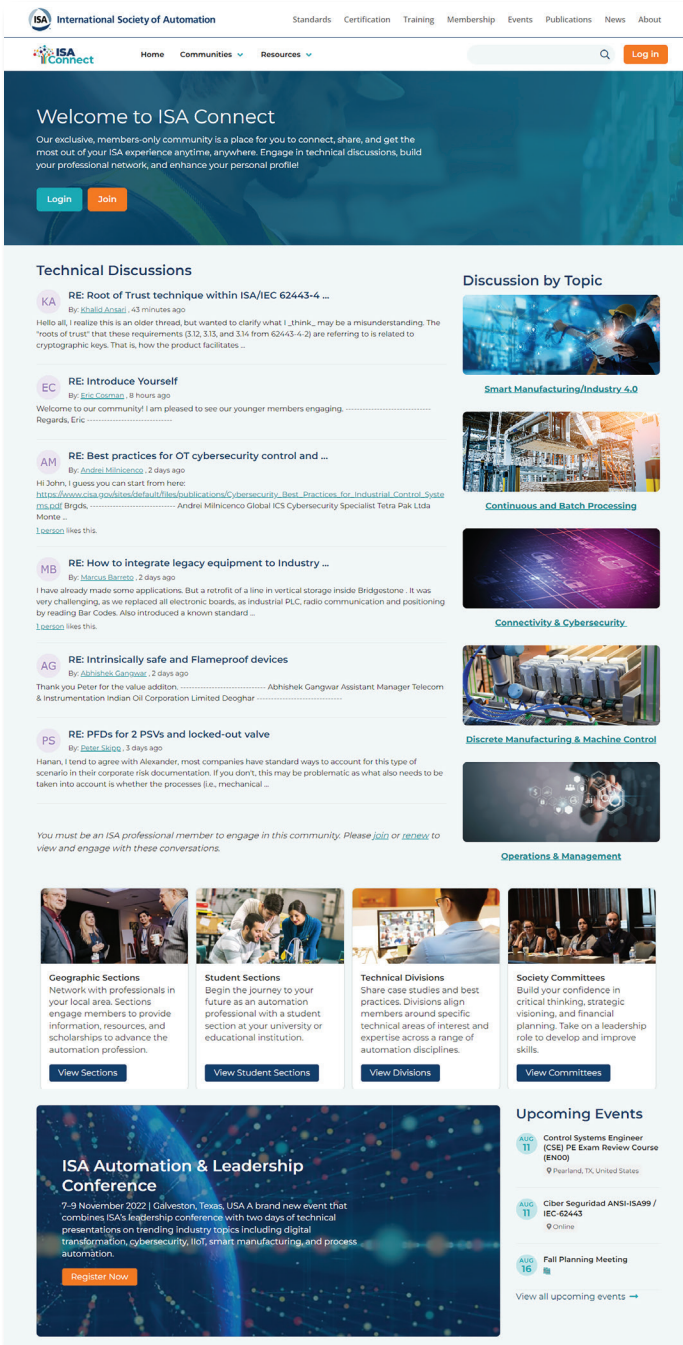 ISA International Society of Automation
Standards Certification Training Membership Events Publications News About
ISA
Connect
Home Communities Resources
Log in
Welcome to ISA Connect
Our exclusive, members-only community is a place for you to connect, share, and get the
most out of your ISA experience anytime, anywhere. Engage in technical discussions, build
your professional network, and enhance your personal profile!
Login Join
Technical Discussions
KA
RE: Root of Trust technique within ISA/IEC 62443-4 ...
By: Khalid Ansari , 43 minutes ago
Hello all, I realize this is an older thread, but wanted to clarify what I _think_ may be a misunderstanding. The
"roots of trust" that these requirements (3.12, 3.13, and 3.14 from 62443-4-2) are referring to is related to
cryptographic keys. That is, how the product facilitates ...
EC
RE: Introduce Yourself
By: Eric Cosman , 8 hours ago
Welcome to our community! I am pleased to see our younger members engaging. ------------------------------
Regards, Eric ------------------------------
AM
RE: Best practices for OT cybersecurity control and ...
By: Andrei Milnicenco , 2 days ago
Hi John, I guess you can start from here:
https://www.cisa.gov/sites/default/files/publications/Cybersecurity_Best_Practices_for_Industrial_Control_Syste
ms.pdf Brgds, ------------------------------ Andrei Milnicenco Global ICS Cybersecurity Specialist Tetra Pak Ltda
Monte ...
1 person likes this.
MB
RE: How to integrate legacy equipment to Industry ...
By: Marcus Barreto , 2 days ago
I have already made some applications. But a retrofit of a line in vertical storage inside Bridgestone . It was
very challenging, as we replaced all electronic boards, as industrial PLC, radio communication and positioning
by reading Bar Codes. Also introduced a known standard ...
1 person likes this.
AG
RE: Intrinsically safe and Flameproof devices
By: Abhishek Gangwar , 2 days ago
Thank you Peter for the value additon. ------------------------------ Abhishek Gangwar Assistant Manager Telecom
& Instrumentation Indian Oil Corporation Limited Deoghar ------------------------------
PS
RE: PFDs for 2 PSVs and locked-out valve
By: Peter Skipp , 3 days ago
Hanan, I tend to agree with Alexander, most companies have standard ways to account for this type of
scenario in their corporate risk documentation. If you don't, this may be problematic as what also needs to be
taken into account is whether the processes (i.e., mechanical ...
You must be an ISA professional member to engage in this community. Please join or renew to
view and engage with these conversations.
Discussion by Topic
Smart Manufacturing/Industry 4.0
Continuous and Batch Processing
Connectivity & Cybersecurity
Discrete Manufacturing & Machine Control
Operations & Management
Geographic Sections
Network with professionals in
your local area. Sections
engage members to provide
information, resources, and
scholarships to advance the
automation profession.
View Sections
Student Sections
Begin the journey to your
future as an automation
professional with a student
section at your university or
educational institution.
View Student Sections
Technical Divisions
Share case studies and best
practices. Divisions align
members around specific
technical areas of interest and
expertise across a range of
automation disciplines.
View Divisions
Society Committees
Build your confidence in
critical thinking, strategic
visioning, and financial
planning. Take on a leadership
role to develop and improve
skills.
View Committees
ISA Automation & Leadership
Conference
7–9 November 2022 | Galveston, Texas, USA A brand new event that
combines ISA's leadership conference with two days of technical
presentations on trending industry topics including digital
transformation, cybersecurity, IIoT, smart manufacturing, and process
automation.
Register Now
Upcoming Events
AUG
11
Control Systems Engineer
(CSE) PE Exam Review Course
(EN00)
Pearland, TX, United States
AUG
11
Ciber Seguridad ANSI-ISA99 /
IEC-62443
Online
AUG
16
Fall Planning Meeting
View all upcoming events →